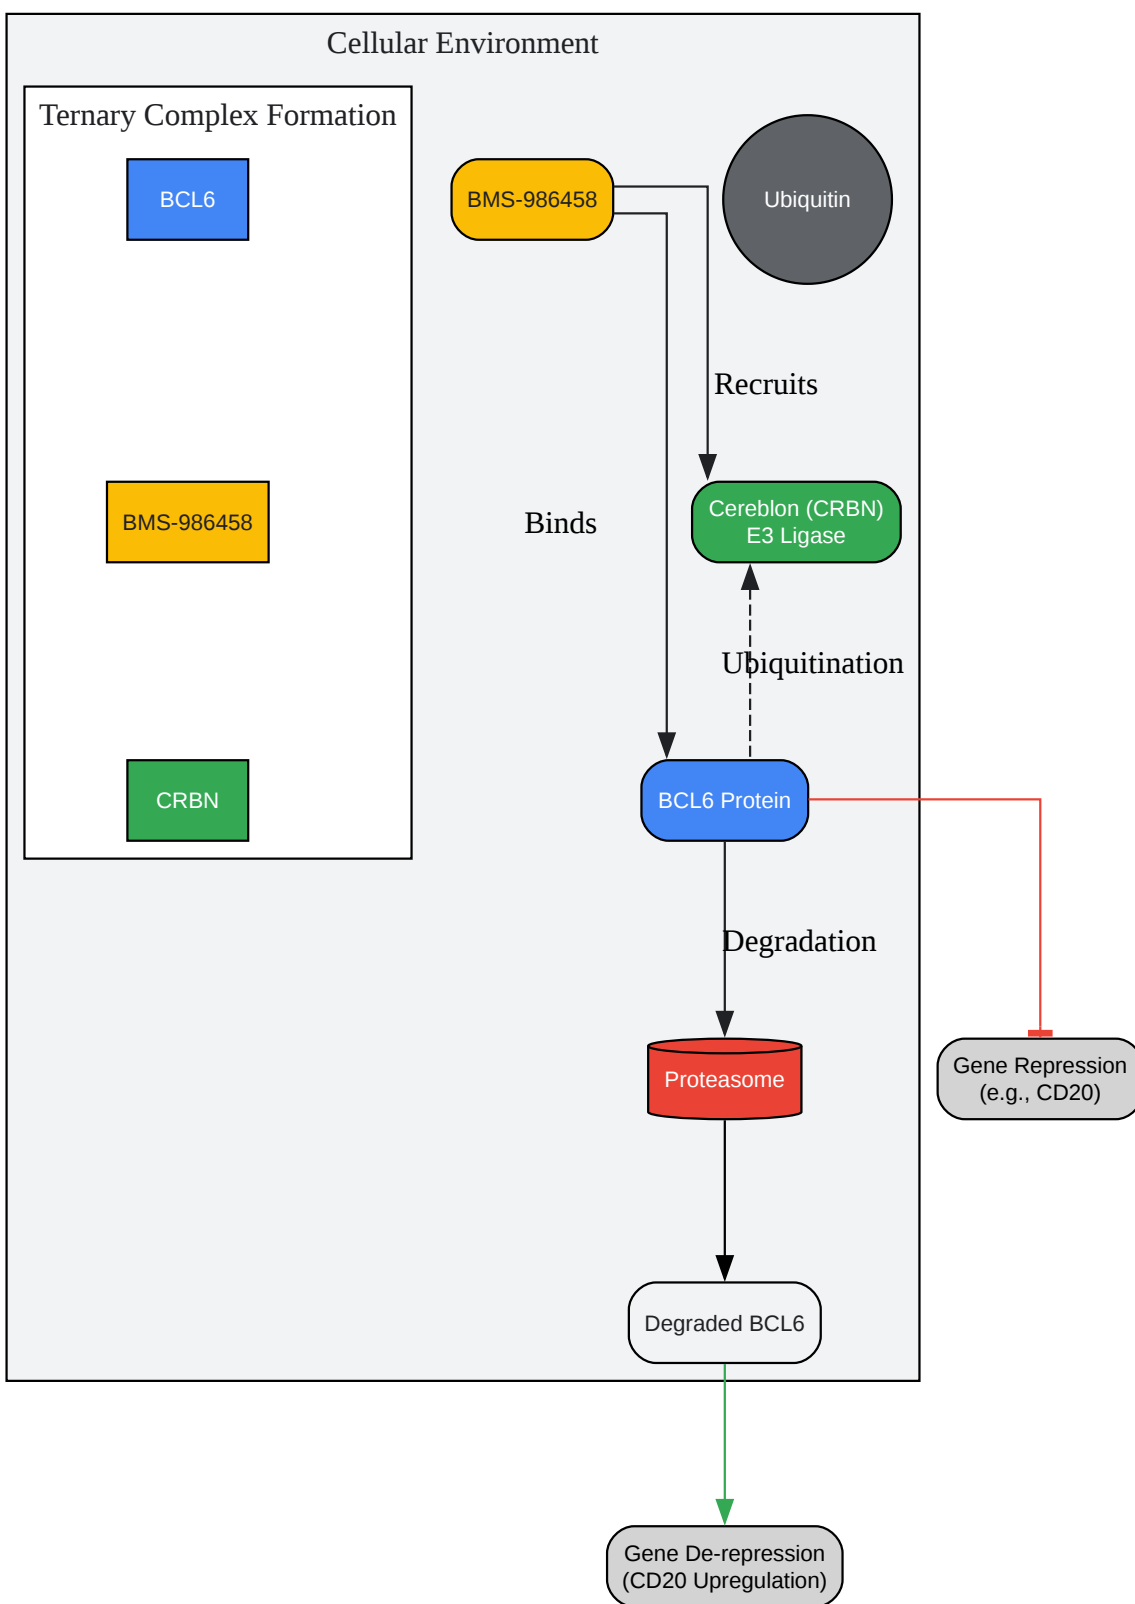 Cellular Environment
Ternary Complex Formation
BCL6
BMS-986458
Ubiquitin
Recruits
BMS-986458
Binds
Cereblon (CRBN)
E3 Ligase
Ubiquitination
CRBN
BCL6 Protein
Degradation
Proteasome
Gene Repression
(e.g., CD20)
Degraded BCL6
Gene De-repression
(CD20 Upregulation)